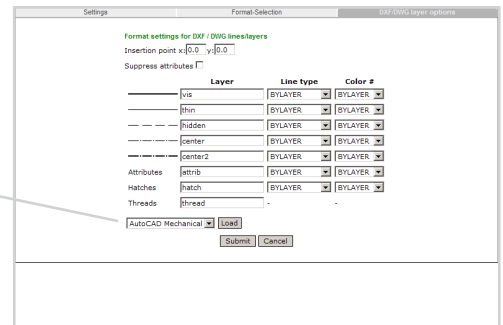 Settings Format-Selection DXF/DWG layer options
Format settings for DXF / DWG lines/layers
Insertion point x: 0.0 y: 0.0
Suppress attributes
Layer Line type Color #
vis BYLAYER BYLAYER
thin BYLAYER BYLAYER
hidden BYLAYER BYLAYER
center BYLAYER BYLAYER
center2 BYLAYER BYLAYER
Attributes attrib BYLAYER BYLAYER
Hatches hatch BYLAYER BYLAYER
Threads thread - -
AutoCAD Mechanical Load
Submit Cancel